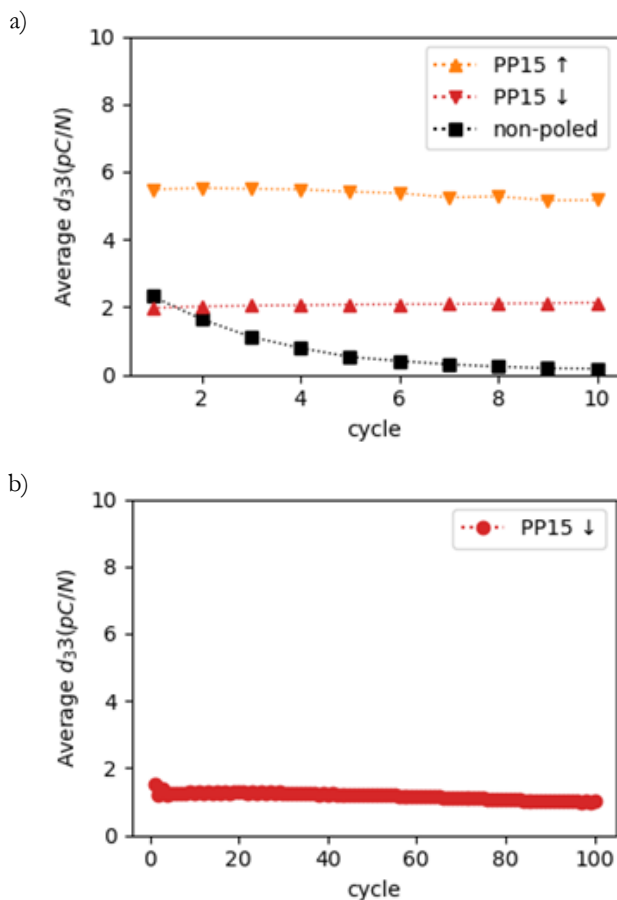 a)
10
8
6
4
2
0
Average d₃3(pC/N)
PP15 ↑
PP15 ↓
non-poled
2 4 6 8 10
cycle
b)
10
8
6
4
2
0
Average d₃3(pC/N)
PP15 ↓
0 20 40 60 80 100
cycle